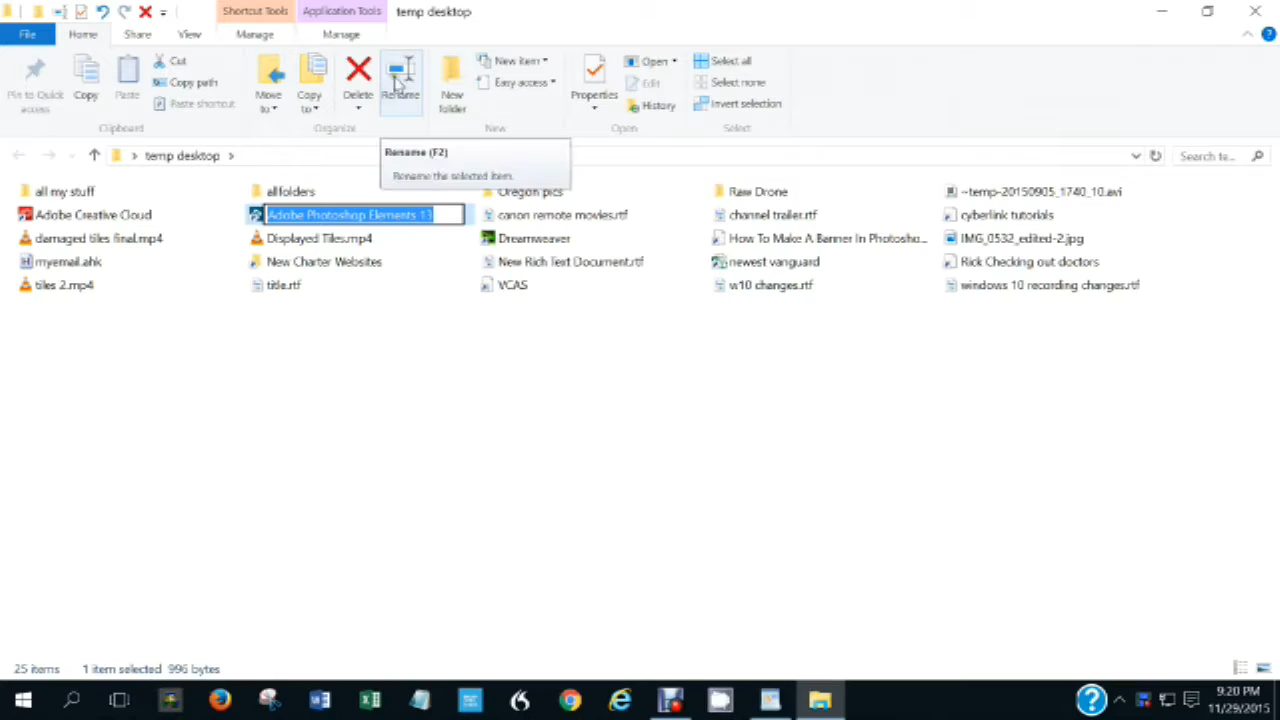 Shortcut Tools Application Tools temp desktop
File Home Share View Manage Manage
Pin to Quick access
Copy
Paste
Cut
Copy path
Paste shortcut
Clipboard
Move to
Copy to
Delete
Rename
Organize
New folder
New item
Easy access
New
Properties
Open
Edit
History
Open
Select all
Select none
Invert selection
Select
temp desktop
Search te...
Rename (F2)
Rename the selected item.
all my stuff allfolders Oregon pics Raw Drone ~temp-20150905_1740_10.avi
Adobe Creative Cloud Adobe Photoshop Elements 13 canon remote movies.rtf channel trailer.rtf cyberlink tutorials
damaged tiles final.mp4 Displayed Tiles.mp4 Dreamweaver How To Make A Banner In Photosho... IMG_0532_edited-2.jpg
myemail.ahk New Charter Websites New Rich Text Document.rtf newest vanguard Rick Checking out doctors
tiles 2.mp4 title.rtf VCAS w10 changes.rtf windows 10 recording changes.rtf
25 items 1 item selected 996 bytes
9:20 PM
11/29/2015